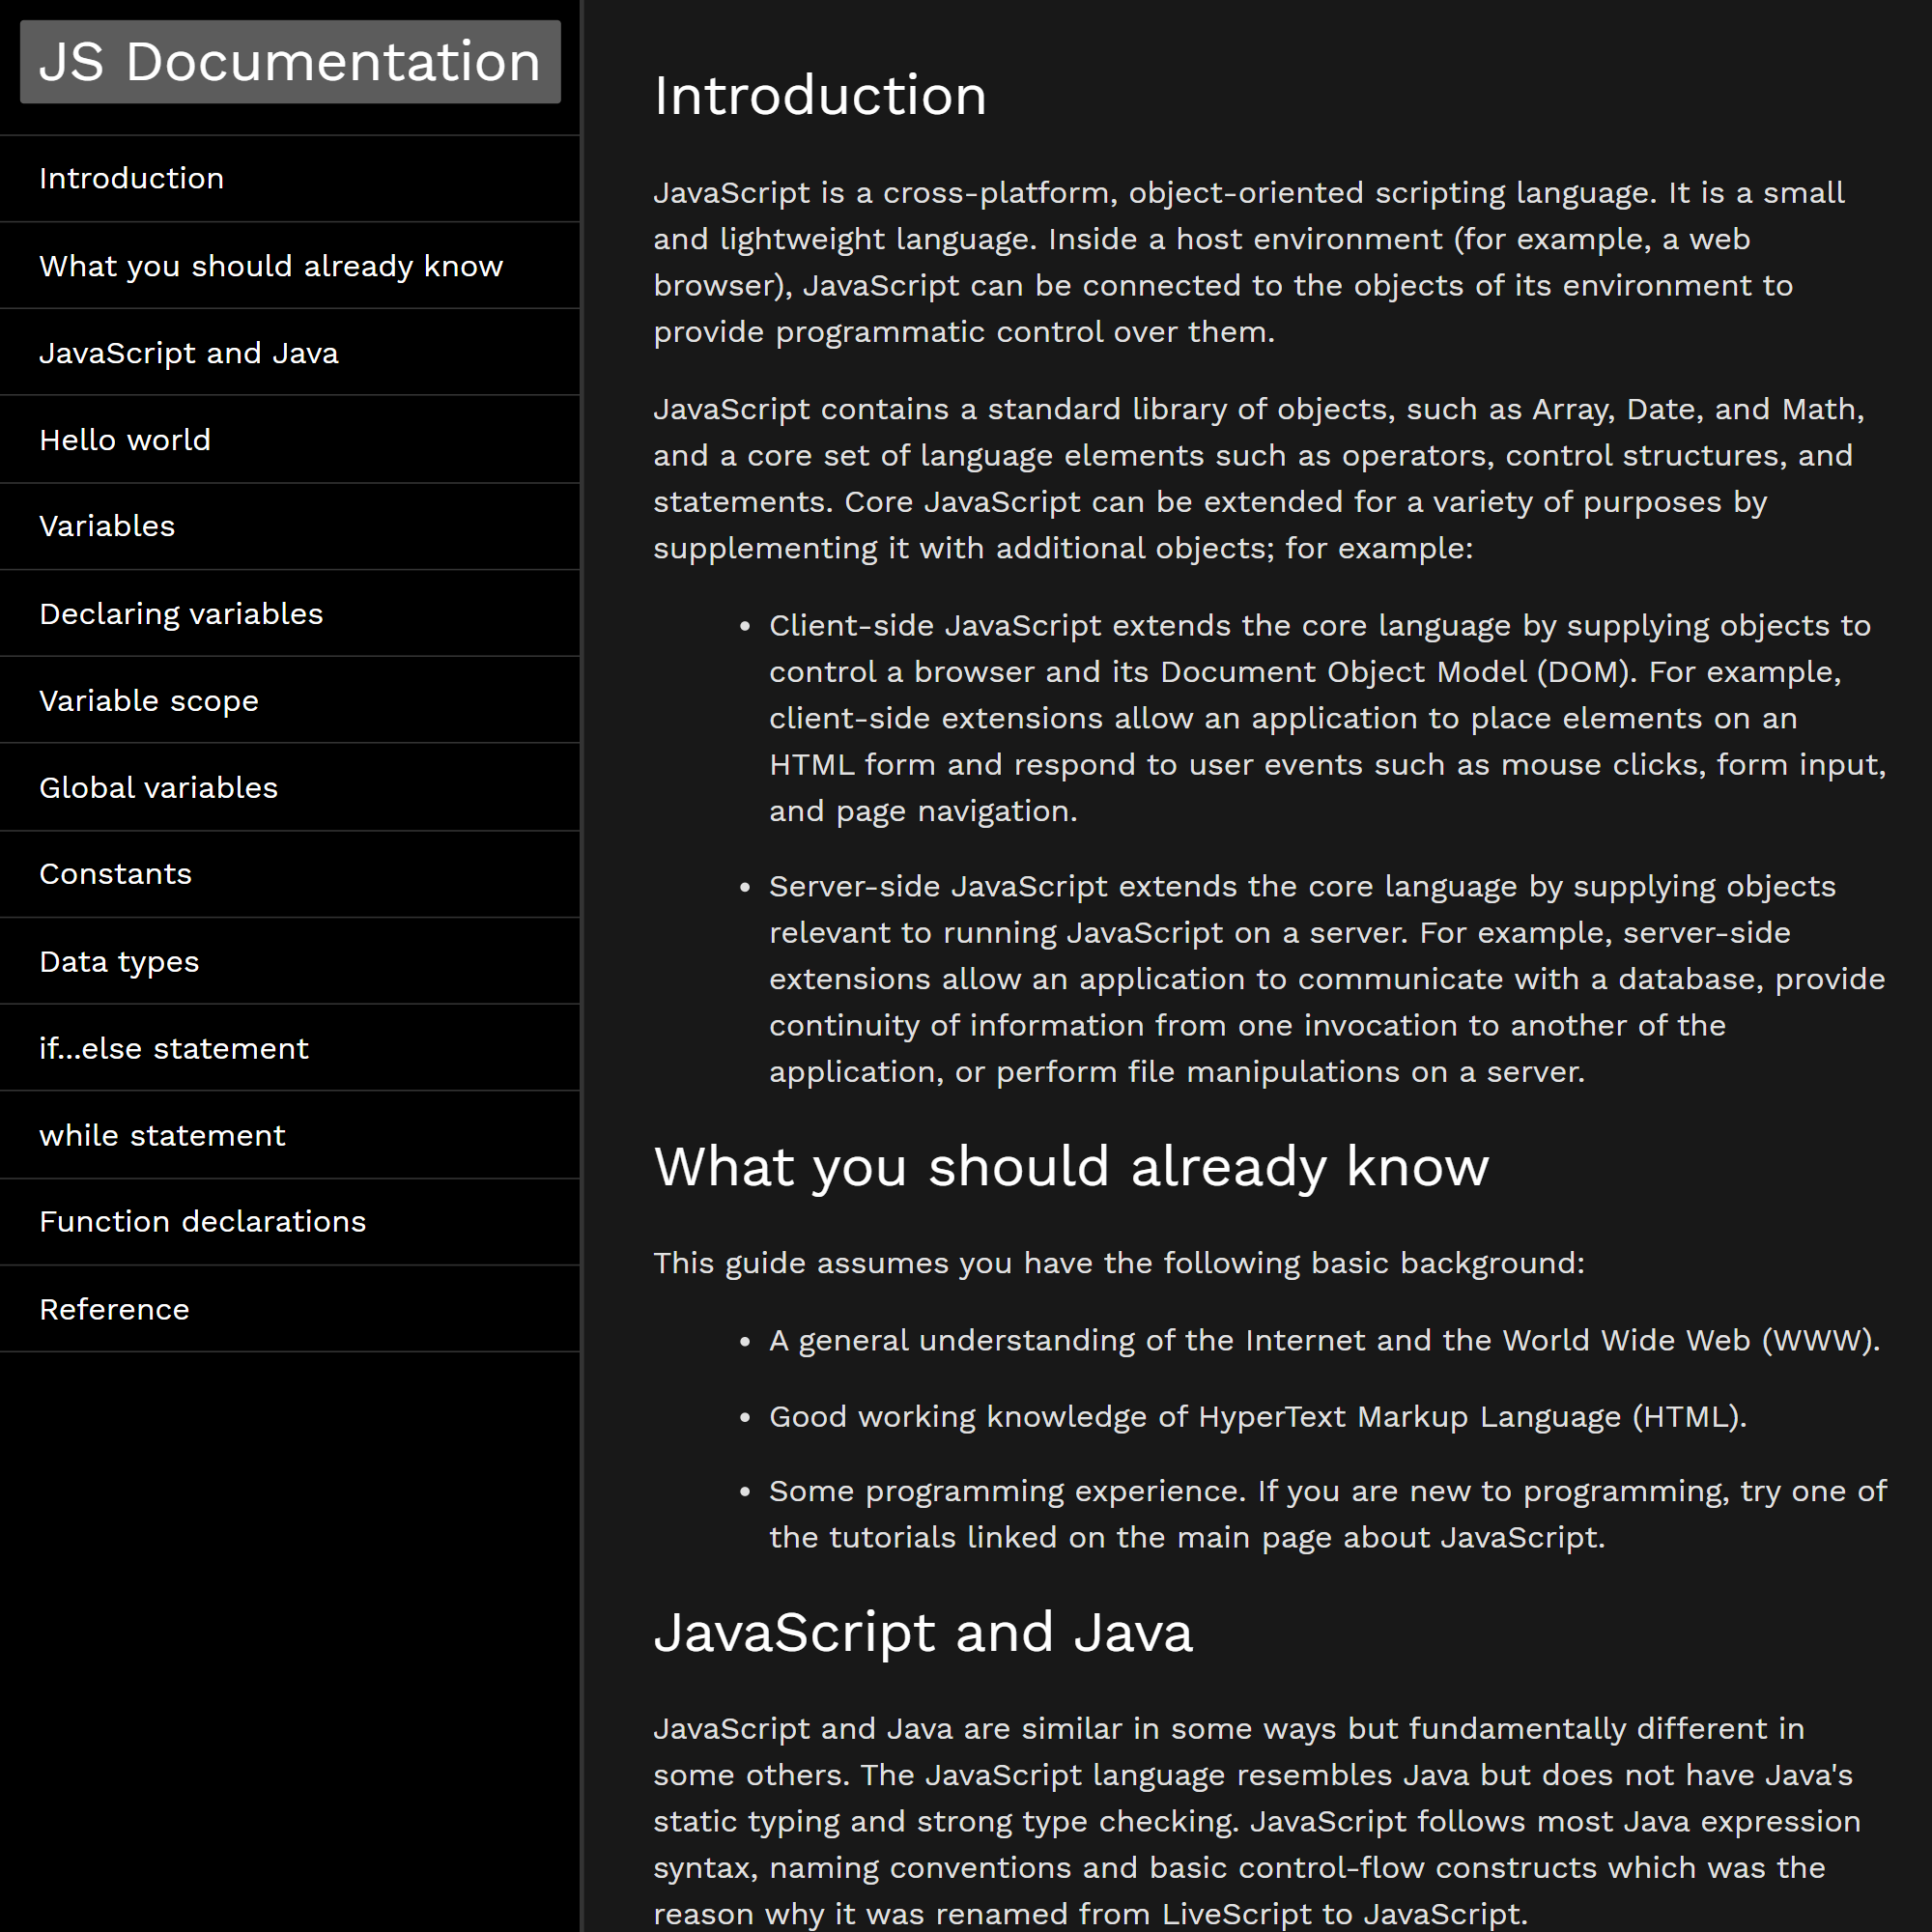 JS Documentation
Introduction
What you should already know
JavaScript and Java
Hello world
Variables
Declaring variables
Variable scope
Global variables
Constants
Data types
if...else statement
while statement
Function declarations
Reference
Introduction
JavaScript is a cross-platform, object-oriented scripting language. It is a small
and lightweight language. Inside a host environment (for example, a web
browser), JavaScript can be connected to the objects of its environment to
provide programmatic control over them.
JavaScript contains a standard library of objects, such as Array, Date, and Math,
and a core set of language elements such as operators, control structures, and
statements. Core JavaScript can be extended for a variety of purposes by
supplementing it with additional objects; for example:
• Client-side JavaScript extends the core language by supplying objects to
control a browser and its Document Object Model (DOM). For example,
client-side extensions allow an application to place elements on an
HTML form and respond to user events such as mouse clicks, form input,
and page navigation.
• Server-side JavaScript extends the core language by supplying objects
relevant to running JavaScript on a server. For example, server-side
extensions allow an application to communicate with a database, provide
continuity of information from one invocation to another of the
application, or perform file manipulations on a server.
What you should already know
This guide assumes you have the following basic background:
• A general understanding of the Internet and the World Wide Web (WWW).
• Good working knowledge of HyperText Markup Language (HTML).
• Some programming experience. If you are new to programming, try one of
the tutorials linked on the main page about JavaScript.
JavaScript and Java
JavaScript and Java are similar in some ways but fundamentally different in
some others. The JavaScript language resembles Java but does not have Java's
static typing and strong type checking. JavaScript follows most Java expression
syntax, naming conventions and basic control-flow constructs which was the
reason why it was renamed from LiveScript to JavaScript.